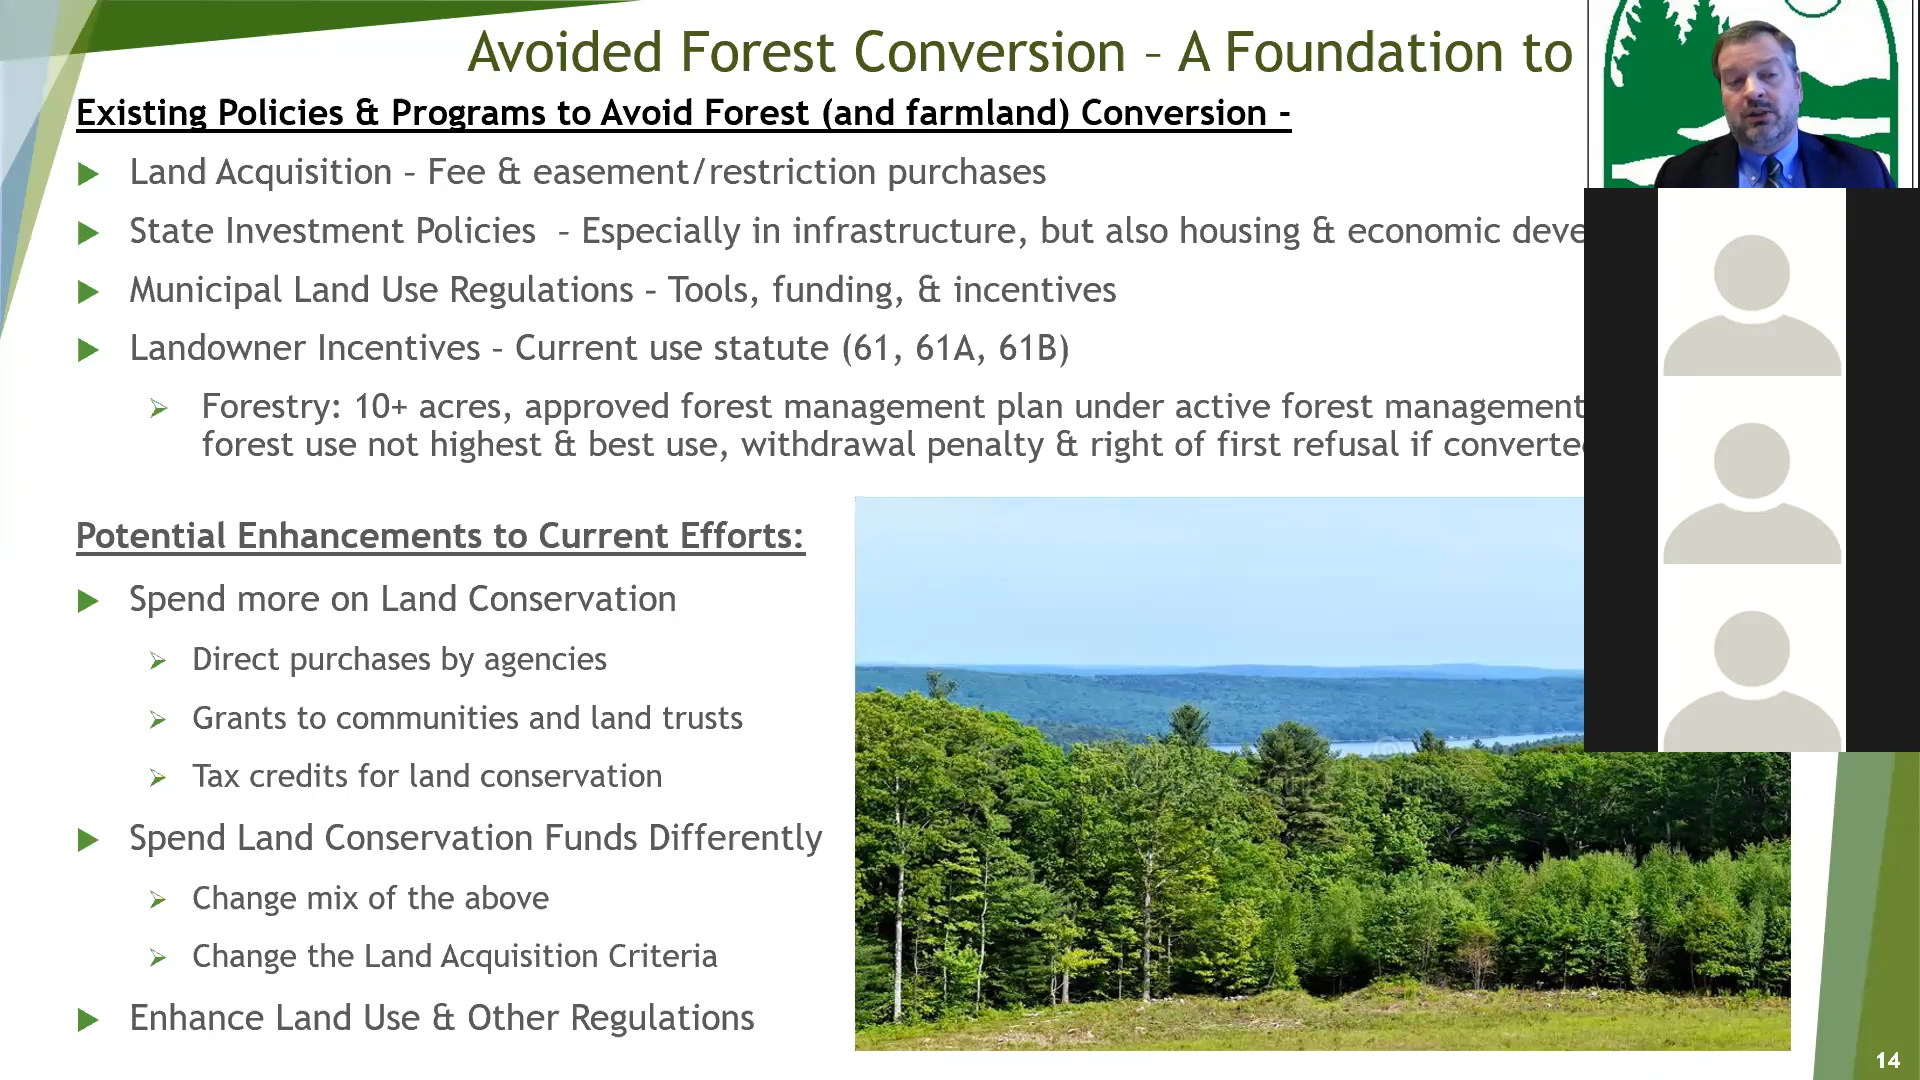 Avoided Forest Conversion – A Foundation to
Existing Policies & Programs to Avoid Forest (and farmland) Conversion -
Land Acquisition – Fee & easement/restriction purchases
State Investment Policies – Especially in infrastructure, but also housing & economic deve
Municipal Land Use Regulations – Tools, funding, & incentives
Landowner Incentives – Current use statute (61, 61A, 61B)
Forestry: 10+ acres, approved forest management plan under active forest management
forest use not highest & best use, withdrawal penalty & right of first refusal if converte
Potential Enhancements to Current Efforts:
Spend more on Land Conservation
Direct purchases by agencies
Grants to communities and land trusts
Tax credits for land conservation
Spend Land Conservation Funds Differently
Change mix of the above
Change the Land Acquisition Criteria
Enhance Land Use & Other Regulations
14